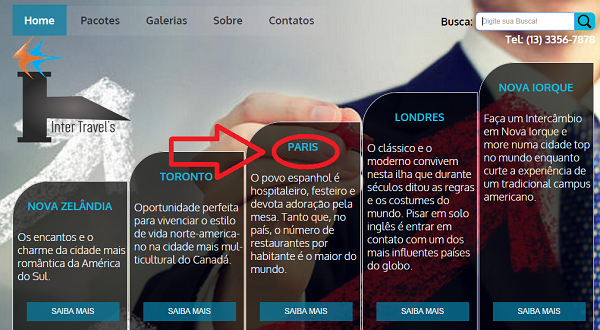 Home Pacotes Galerias Sobre Contatos
Busca: Digite sua Busca!
Tel: (13) 3356-7878
Inter Travel's
NOVA ZELÂNDIA
Os encantos e o
charme da cidade mais
romântica da América
do Sul.
SAIBA MAIS
TORONTO
Oportunidade perfeita
para vivenciar o estilo
de vida norte-america-
no na cidade mais mul-
ticultural do Canadá.
SAIBA MAIS
PARIS
O povo espanhol é
hospitaleiro, festeiro e
devota adoração pela
mesa. Tanto que, no
país, o número de
restaurantes por
habitante é o maior do
mundo.
SAIBA MAIS
LONDRES
O clássico e o
moderno convivem
nesta ilha que durante
séculos ditou as regras
e os costumes do
mundo. Pisar em solo
inglês é entrar em
contato com um dos
mais influentes países
do globo.
SAIBA MAIS
NOVA IORQUE
Faça um Intercâmbio
em Nova Iorque e
more numa cidade top
no mundo enquanto
curte a experiência de
um tradicional campus
americano.
SAIBA MAIS